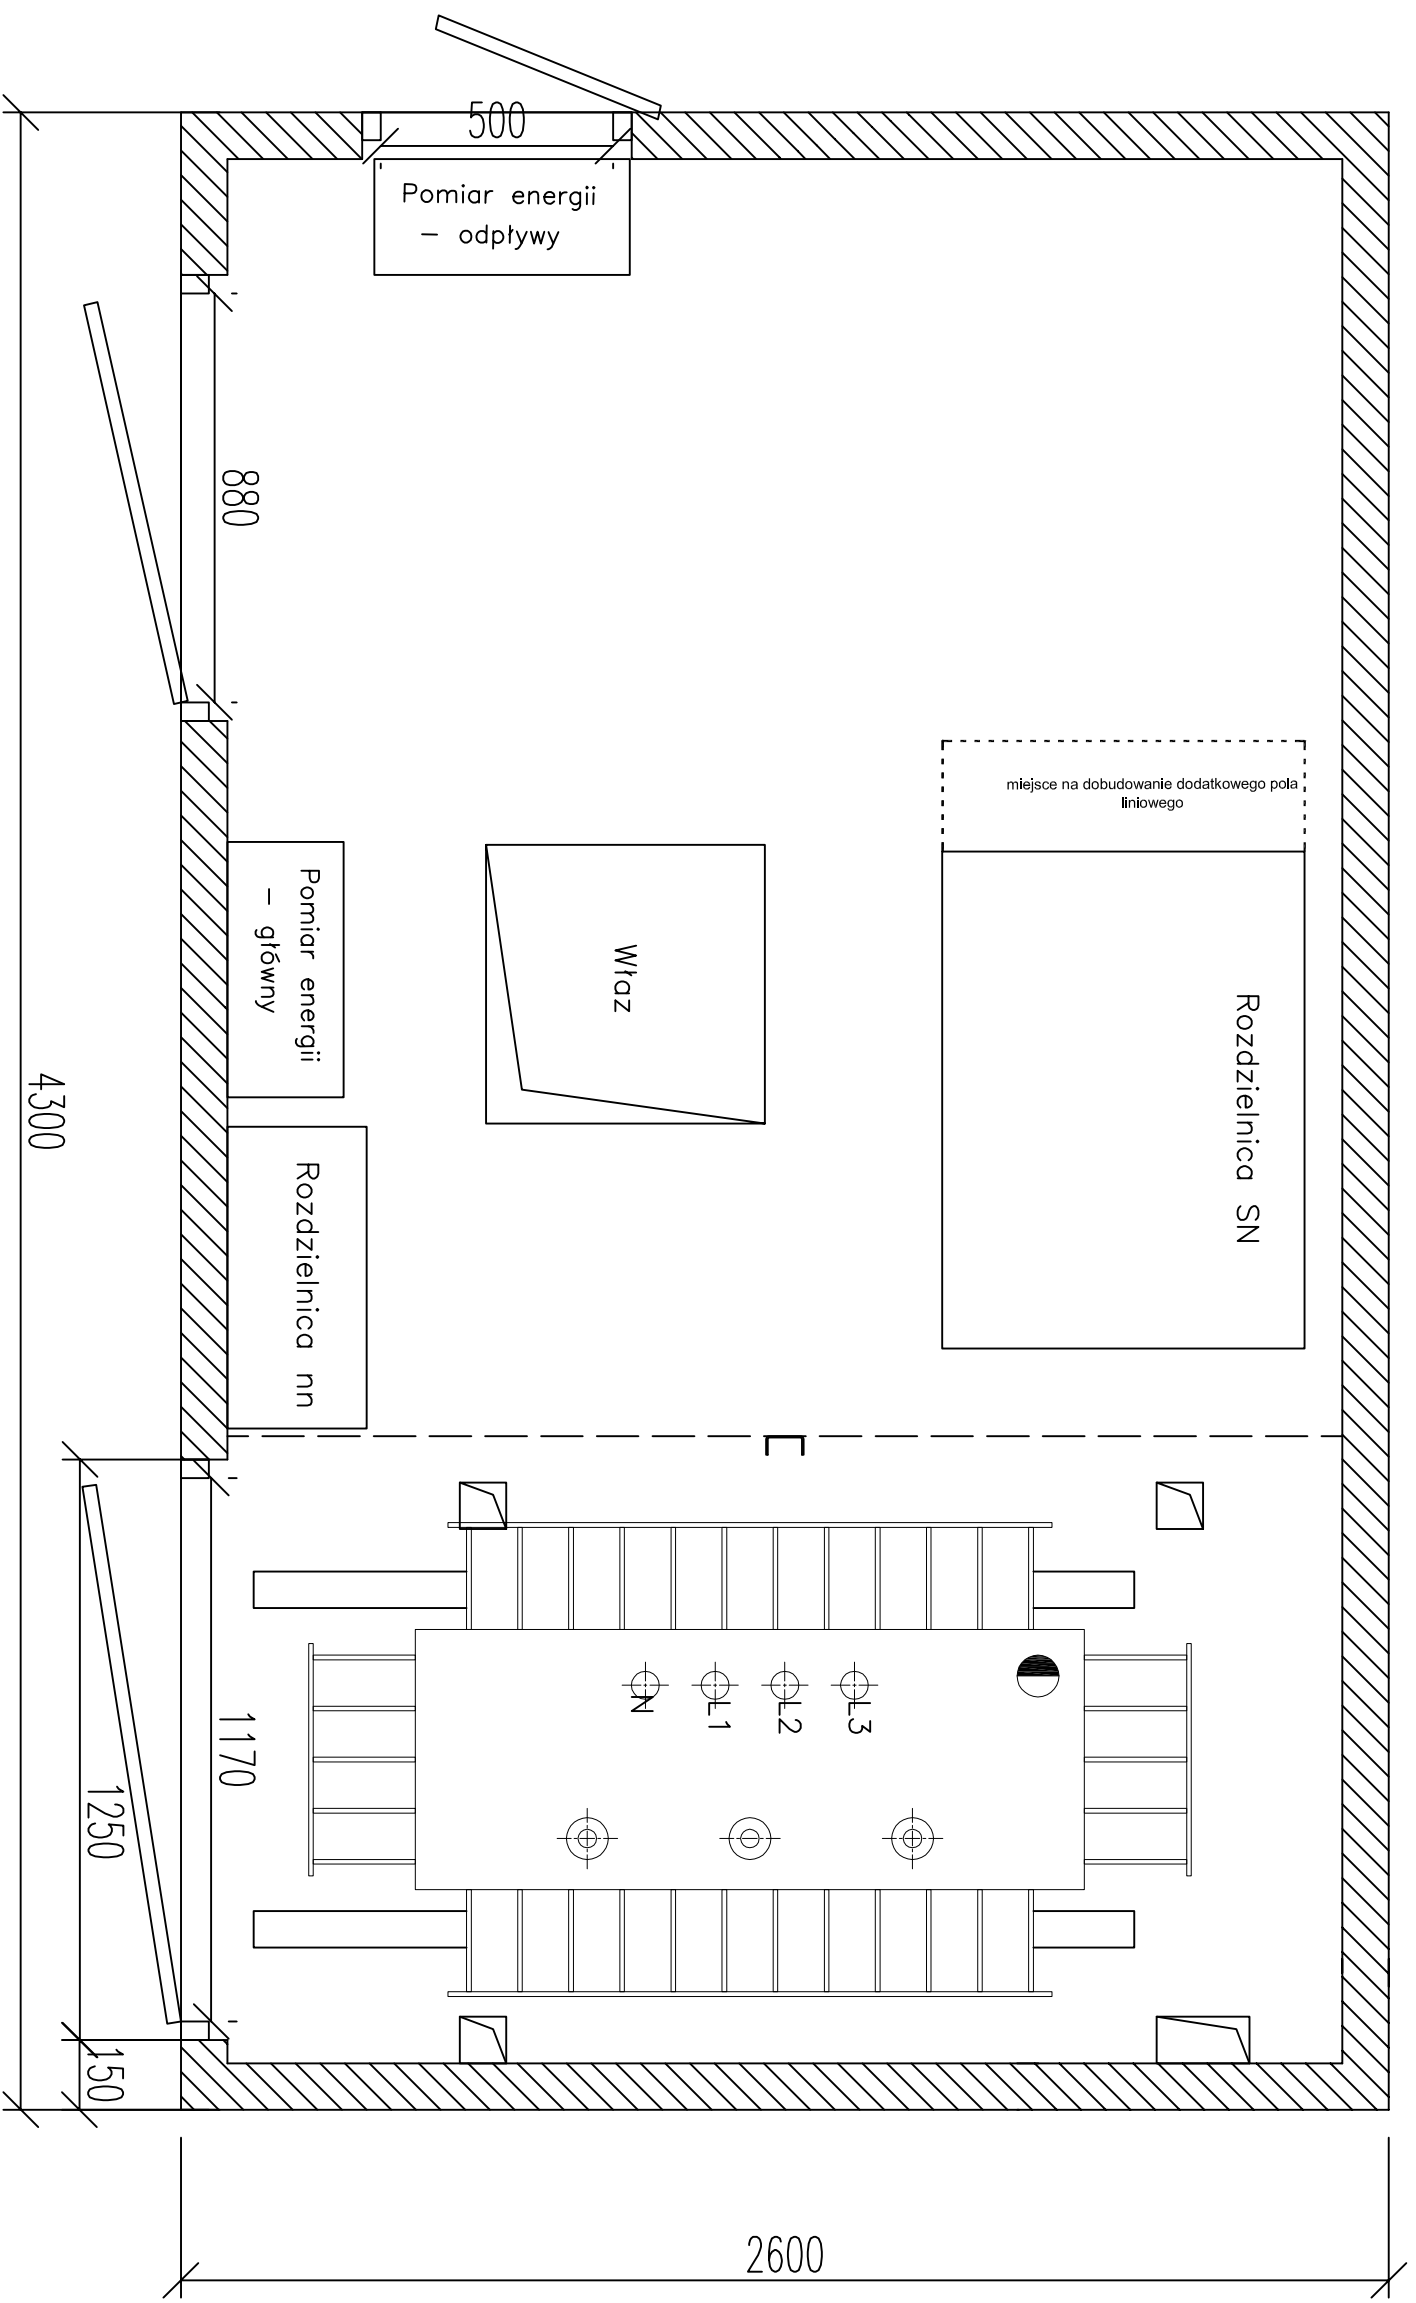 500
Pomiar energii
– odpływy
880
miejsce na dobudowanie dodatkowego pola
liniowego
Pomiar energii
– główny
Właz
Rozdzielnica SN
4300
Rozdzielnica nn
N
L1
L2
L3
1170
1250
150
2600